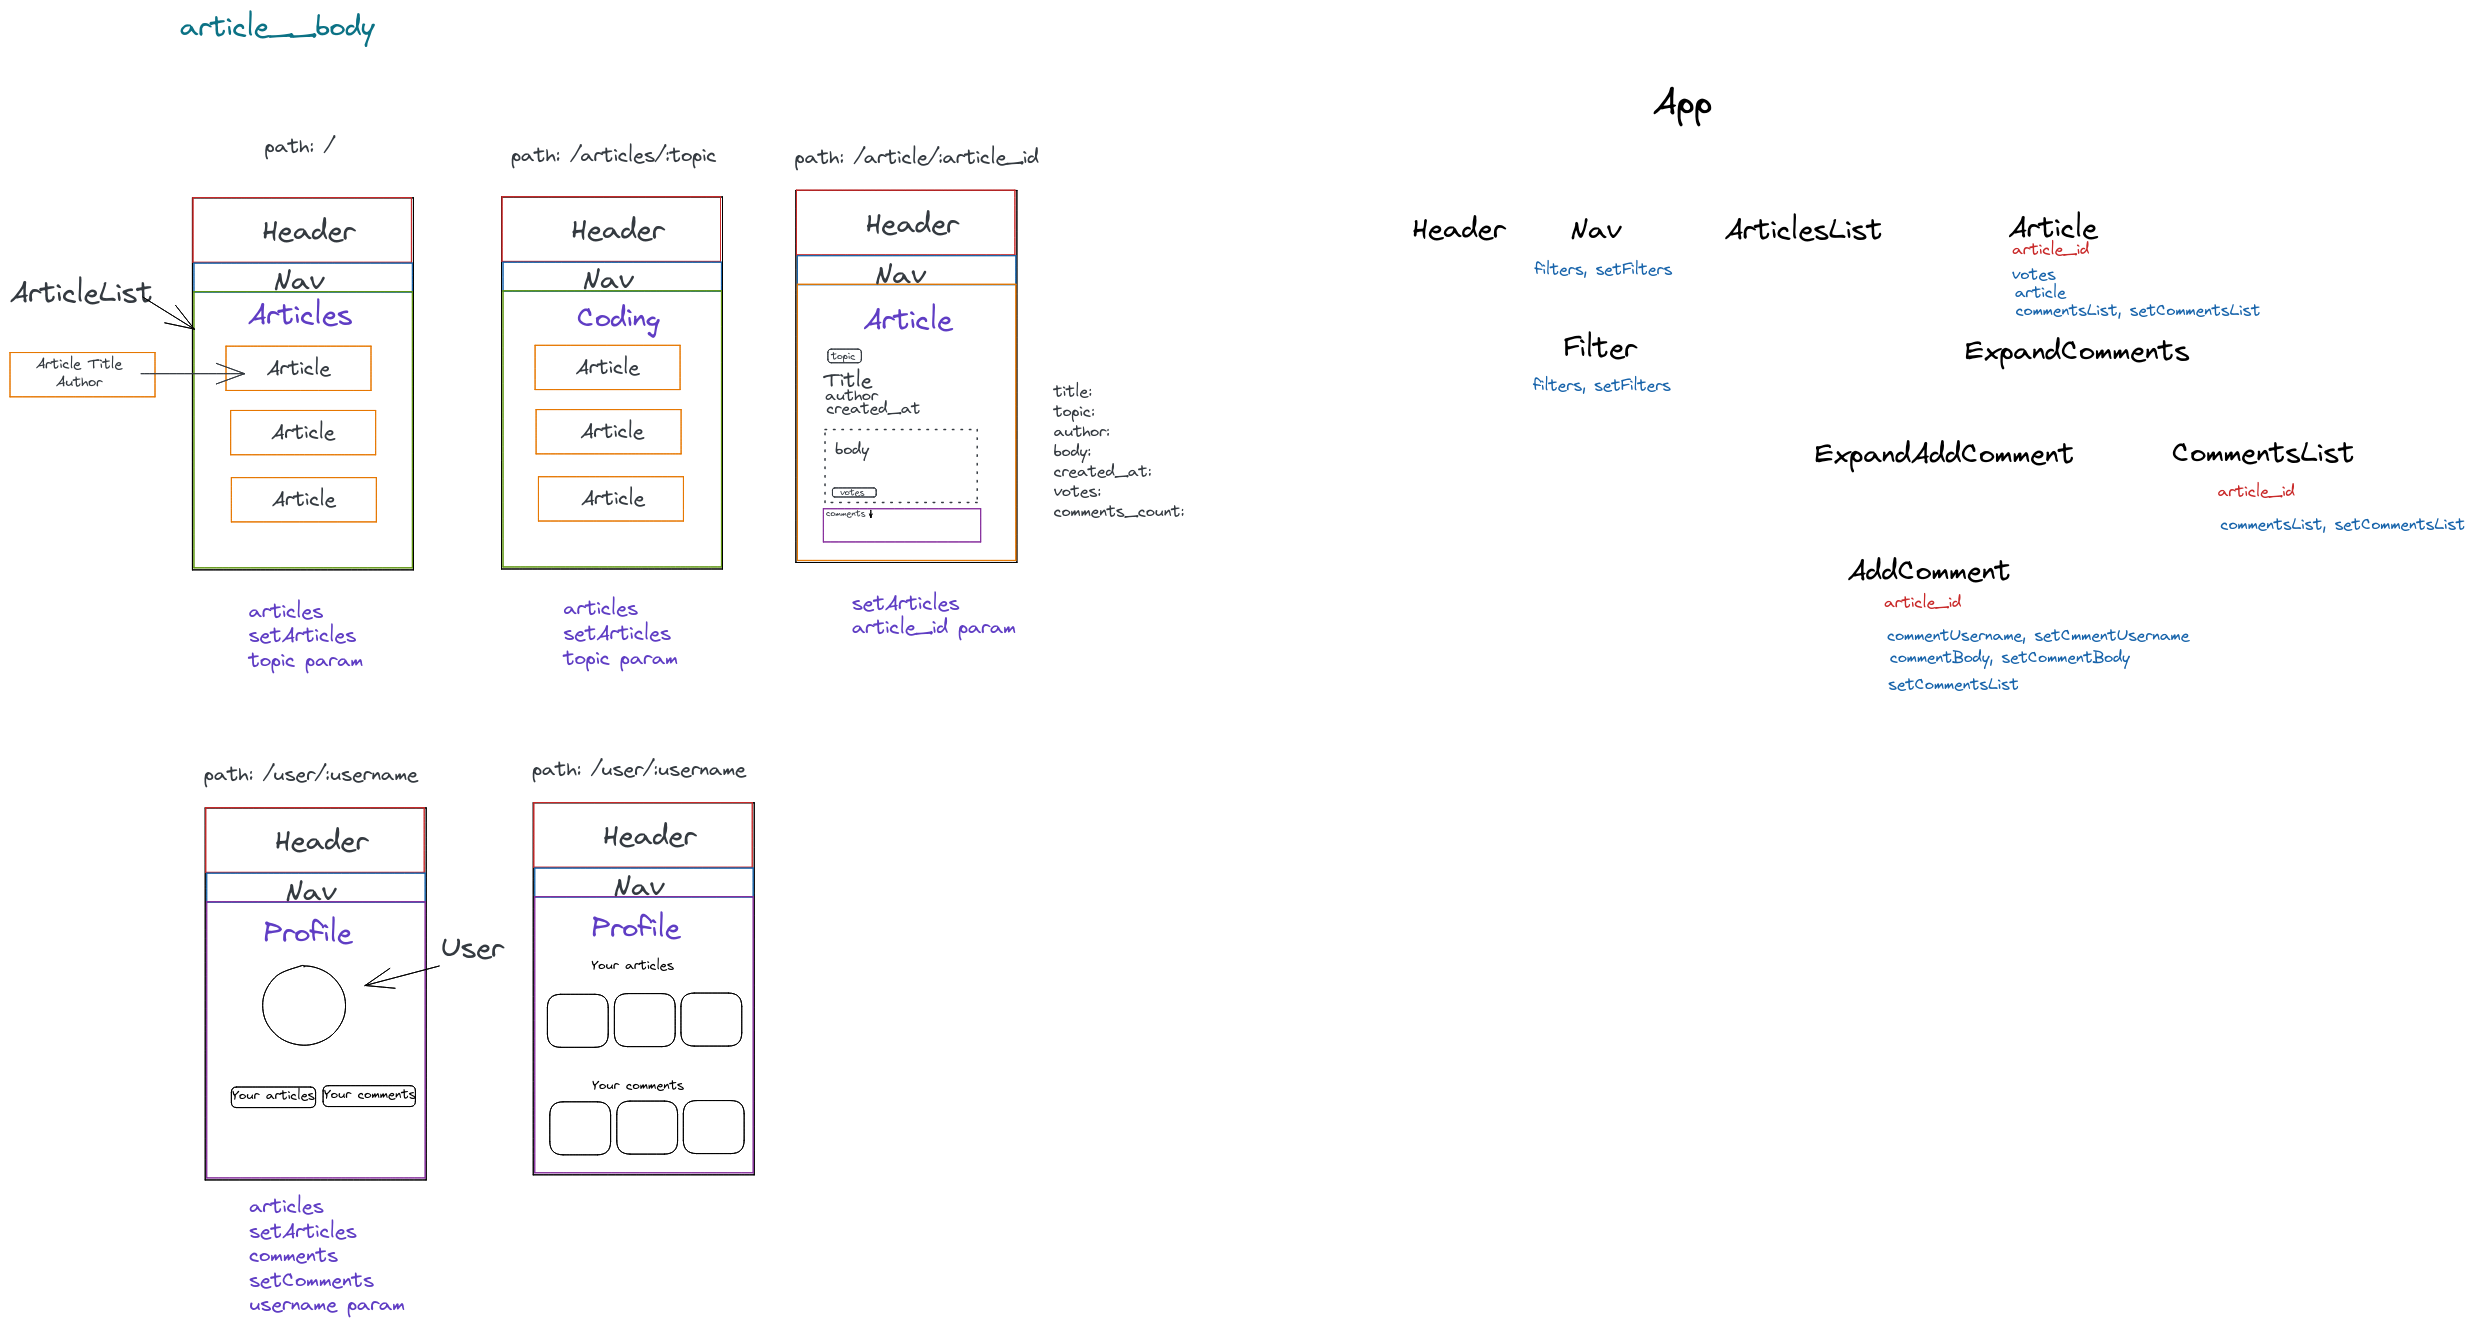 article__body
path: /
Header
Nav
ArticleList
Articles
Article Title
Author
Article
Article
Article
articles
setArticles
topic param
path: /articles/:topic
Header
Nav
Coding
Article
Article
Article
articles
setArticles
topic param
path: /article/:article_id
Header
Nav
Article
topic
Title
author
created_at
body
votes
comments
title:
topic:
author:
body:
created_at:
votes:
comments_count:
setArticles
article_id param
path: /user/:username
Header
Nav
Profile
User
Your articles
Your comments
articles
setArticles
comments
setComments
username param
path: /user/:username
Header
Nav
Profile
Your articles
Your comments
App
Header
Nav
filters, setFilters
ArticlesList
Article
article_id
votes
article
commentsList, setCommentsList
Filter
filters, setFilters
ExpandComments
ExpandAddComment
CommentsList
article_id
commentsList, setCommentsList
AddComment
article_id
commentUsername, setCmmentUsername
commentBody, setCommentBody
setCommentsList